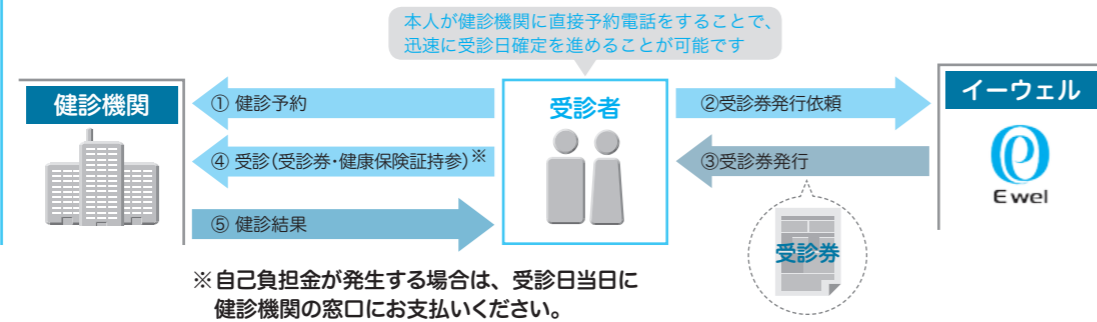 本人が健診機関に直接予約電話をすることで、
迅速に受診日確定を進めることが可能です
健診機関
① 健診予約
受診者
②受診券発行依頼
イーウェル
④ 受診(受診券・健康保険証持参)※
③受診券発行
Ewel
⑤ 健診結果
受診券
※自己負担金が発生する場合は、受診日当日に
健診機関の窓口にお支払いください。